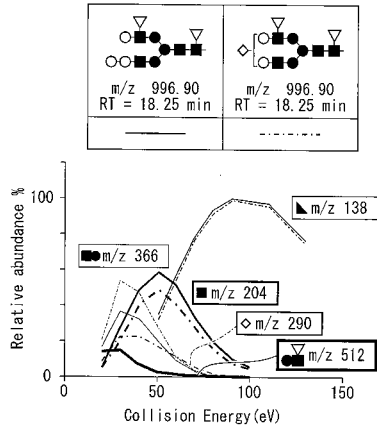 m/z 996.90
RT = 18.25 min
m/z 996.90
RT = 18.25 min
Relative abundance %
100
0
m/z 138
m/z 366
m/z 204
m/z 290
m/z 512
0
50
100
150
Collision Energy(eV)